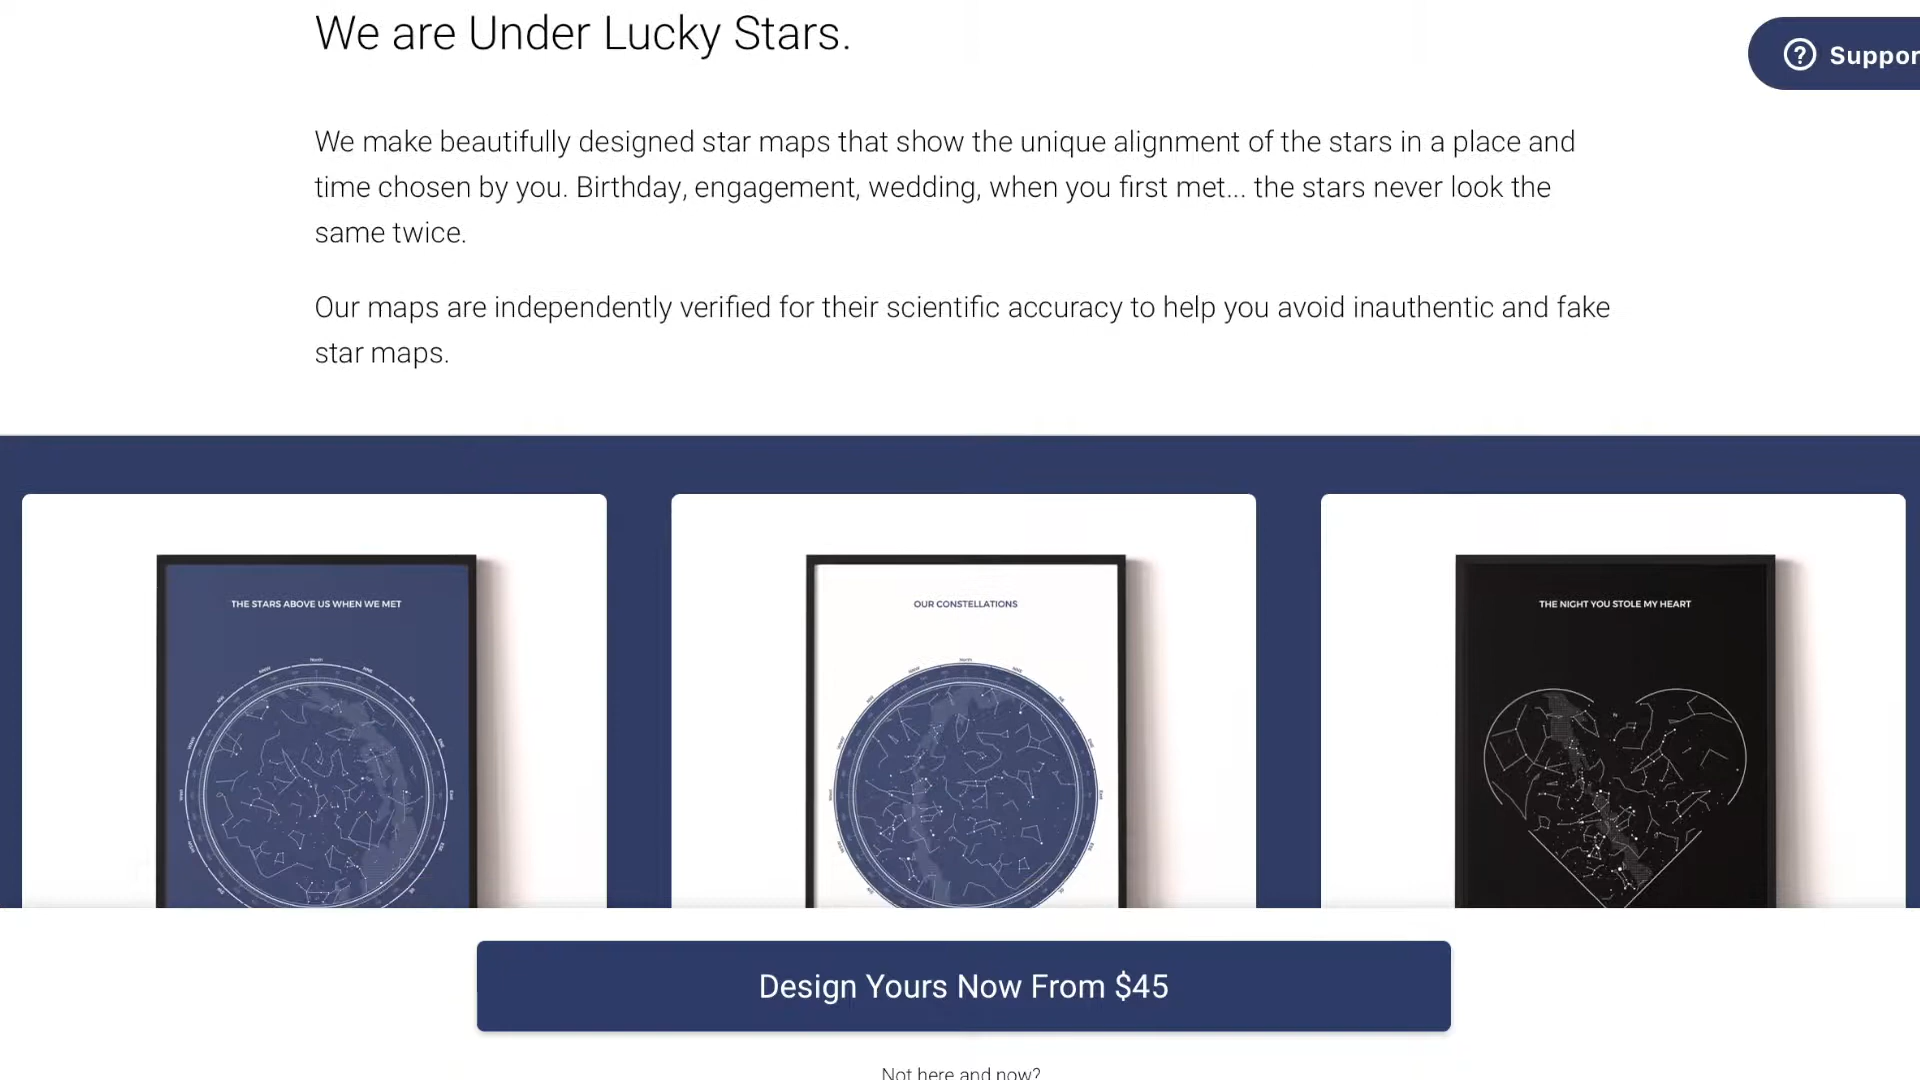 We are Under Lucky Stars.
Suppor
We make beautifully designed star maps that show the unique alignment of the stars in a place and
time chosen by you. Birthday, engagement, wedding, when you first met... the stars never look the
same twice.
Our maps are independently verified for their scientific accuracy to help you avoid inauthentic and fake
star maps.
THE STARS ABOVE US WHEN WE MET
OUR CONSTELLATIONS
THE NIGHT YOU STOLE MY HEART
North
North
Design Yours Now From $45
Not here and now?